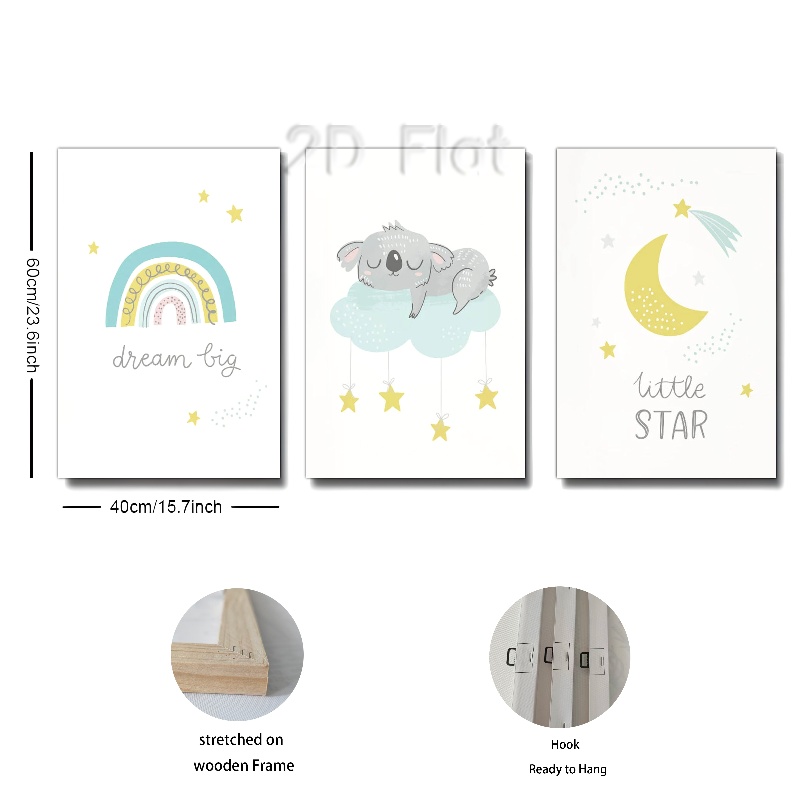 2D Flat
60cm/23.6inch
dream big
little
STAR
40cm/15.7inch
stretched on
wooden Frame
Hook
Ready to Hang